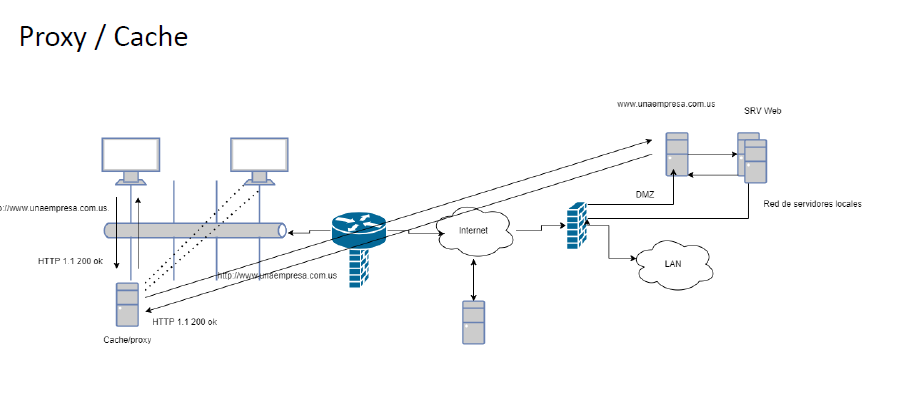 Proxy / Cache
www.unaempresa.com.us
SRV Web
DMZ
Red de servidores locales
p://www.unaempresa.com.us
Internet
HTTP 1.1 200 ok
LAN
http://www.unaempresa.com.us
HTTP 1.1 200 ok
Cache/proxy